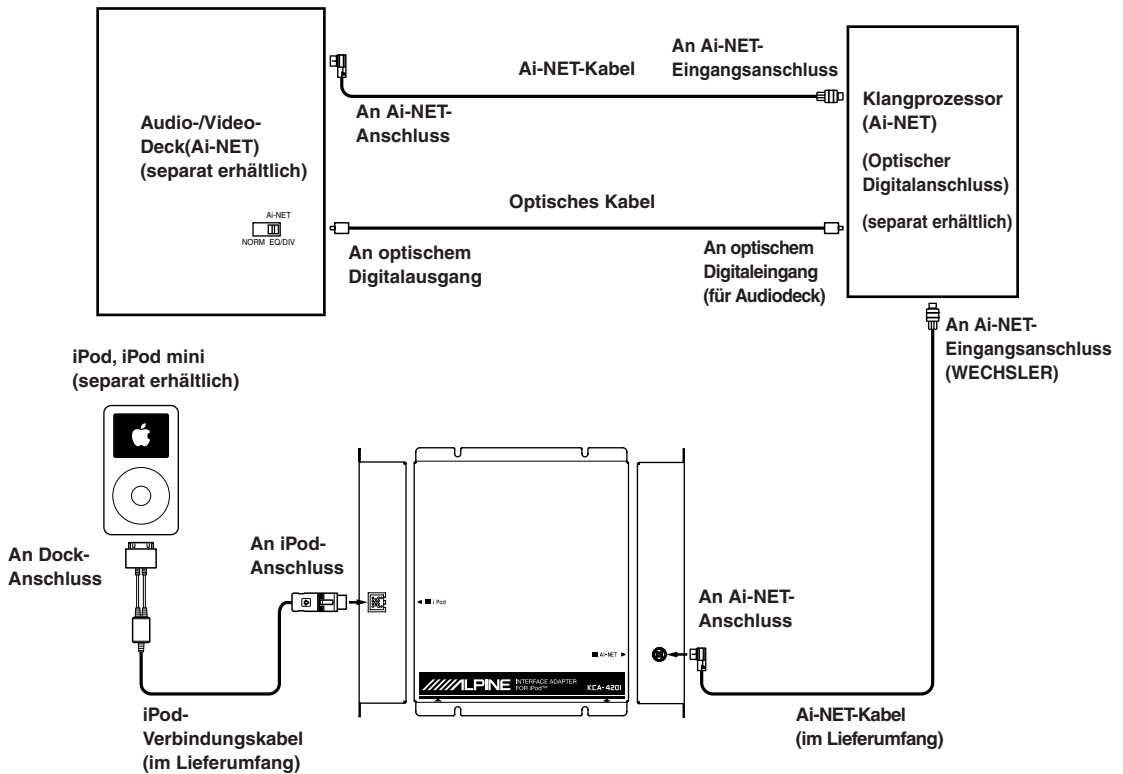 An Ai-NET-
Eingangsanschluss
Ai-NET-Kabel
An Ai-NET-
Anschluss
Audio-/Video-
Deck(Ai-NET)
(separat erhältlich)
Ai-NET
NORM EQ/DIV
Klangprozessor
(Ai-NET)
(Optischer
Digitalanschluss)
(separat erhältlich)
Optisches Kabel
An optischem
Digitalausgang
An optischem
Digitaleingang
(für Audiodeck)
An Ai-NET-
Eingangsanschluss
(WECHSLER)
iPod, iPod mini
(separat erhältlich)
An Dock-
Anschluss
An iPod-
Anschluss
iPod
An Ai-NET-
Anschluss
Ai-NET
ALPINE
INTERFACE ADAPTER
FOR iPod™
KCA-420i
iPod-
Verbindungskabel
(im Lieferumfang)
Ai-NET-Kabel
(im Lieferumfang)